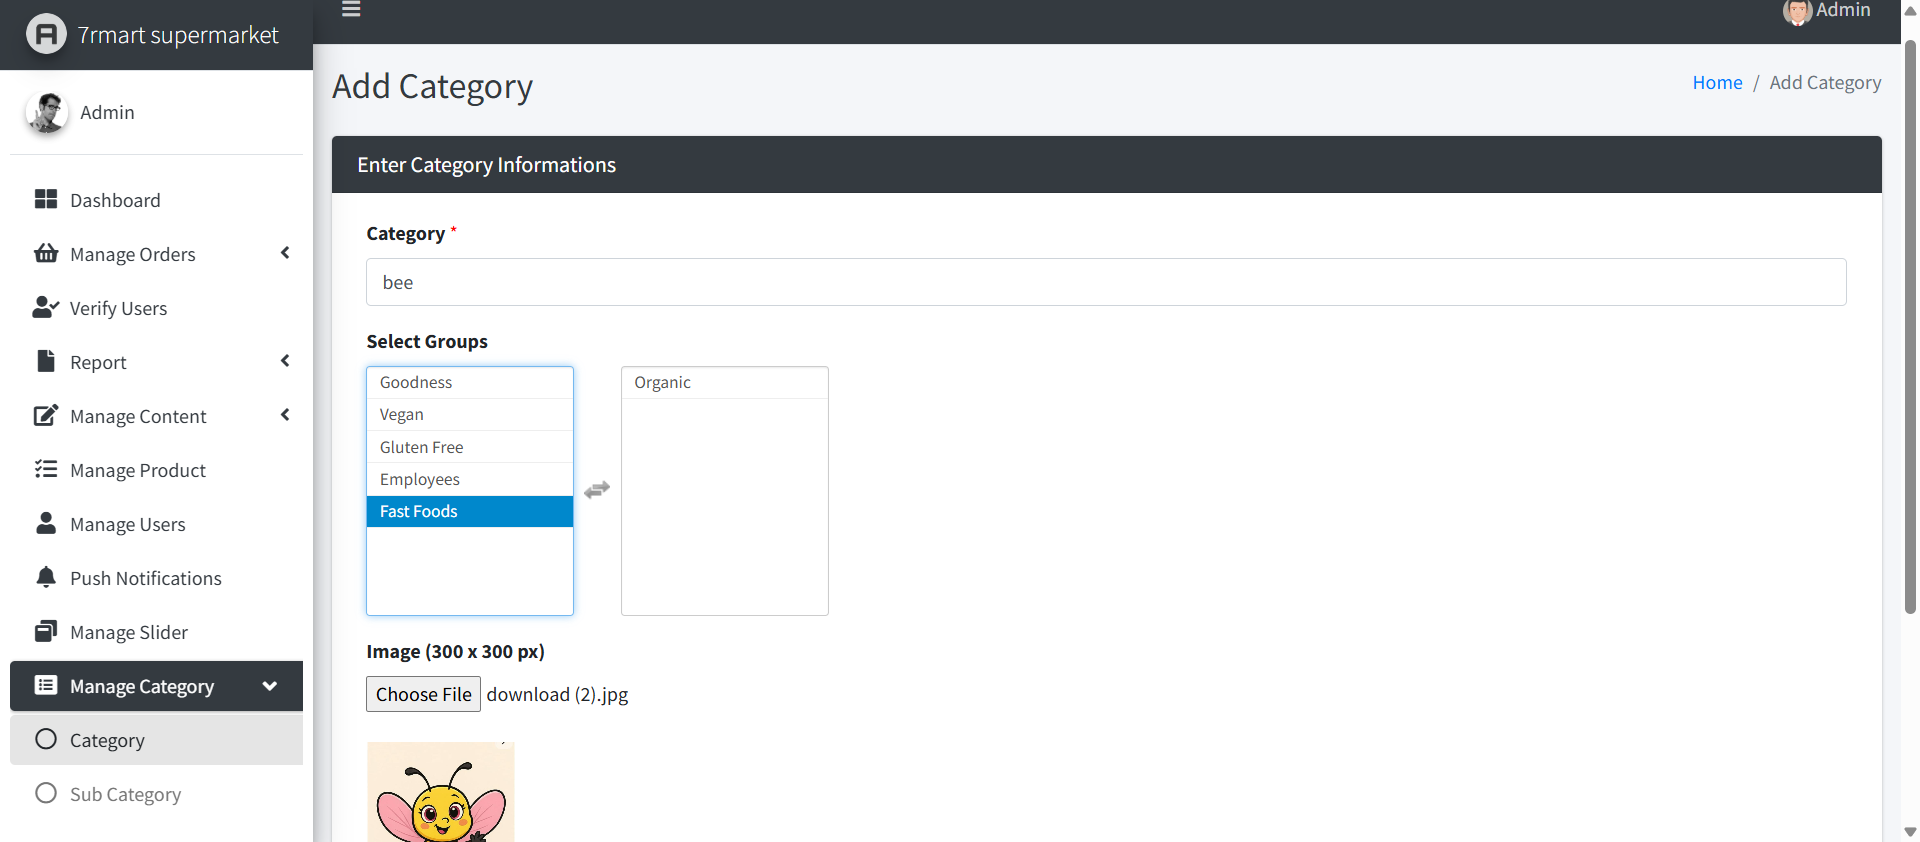 7rmart supermarket
Admin
Admin
Dashboard
Manage Orders
Verify Users
Report
Manage Content
Manage Product
Manage Users
Push Notifications
Manage Slider
Manage Category
Category
Sub Category
Add Category
Home / Add Category
Enter Category Informations
Category *
bee
Select Groups
Goodness
Vegan
Gluten Free
Employees
Fast Foods
Organic
Image (300 x 300 px)
Choose File download (2).jpg